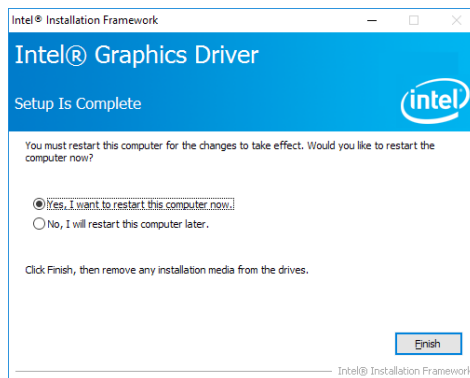 Intel® Installation Framework
Intel® Graphics Driver
Setup Is Complete
intel
You must restart this computer for the changes to take effect. Would you like to restart the
computer now?
Yes, I want to restart this computer now.
No, I will restart this computer later.
Click Finish, then remove any installation media from the drives.
Finish
Intel® Installation Framework